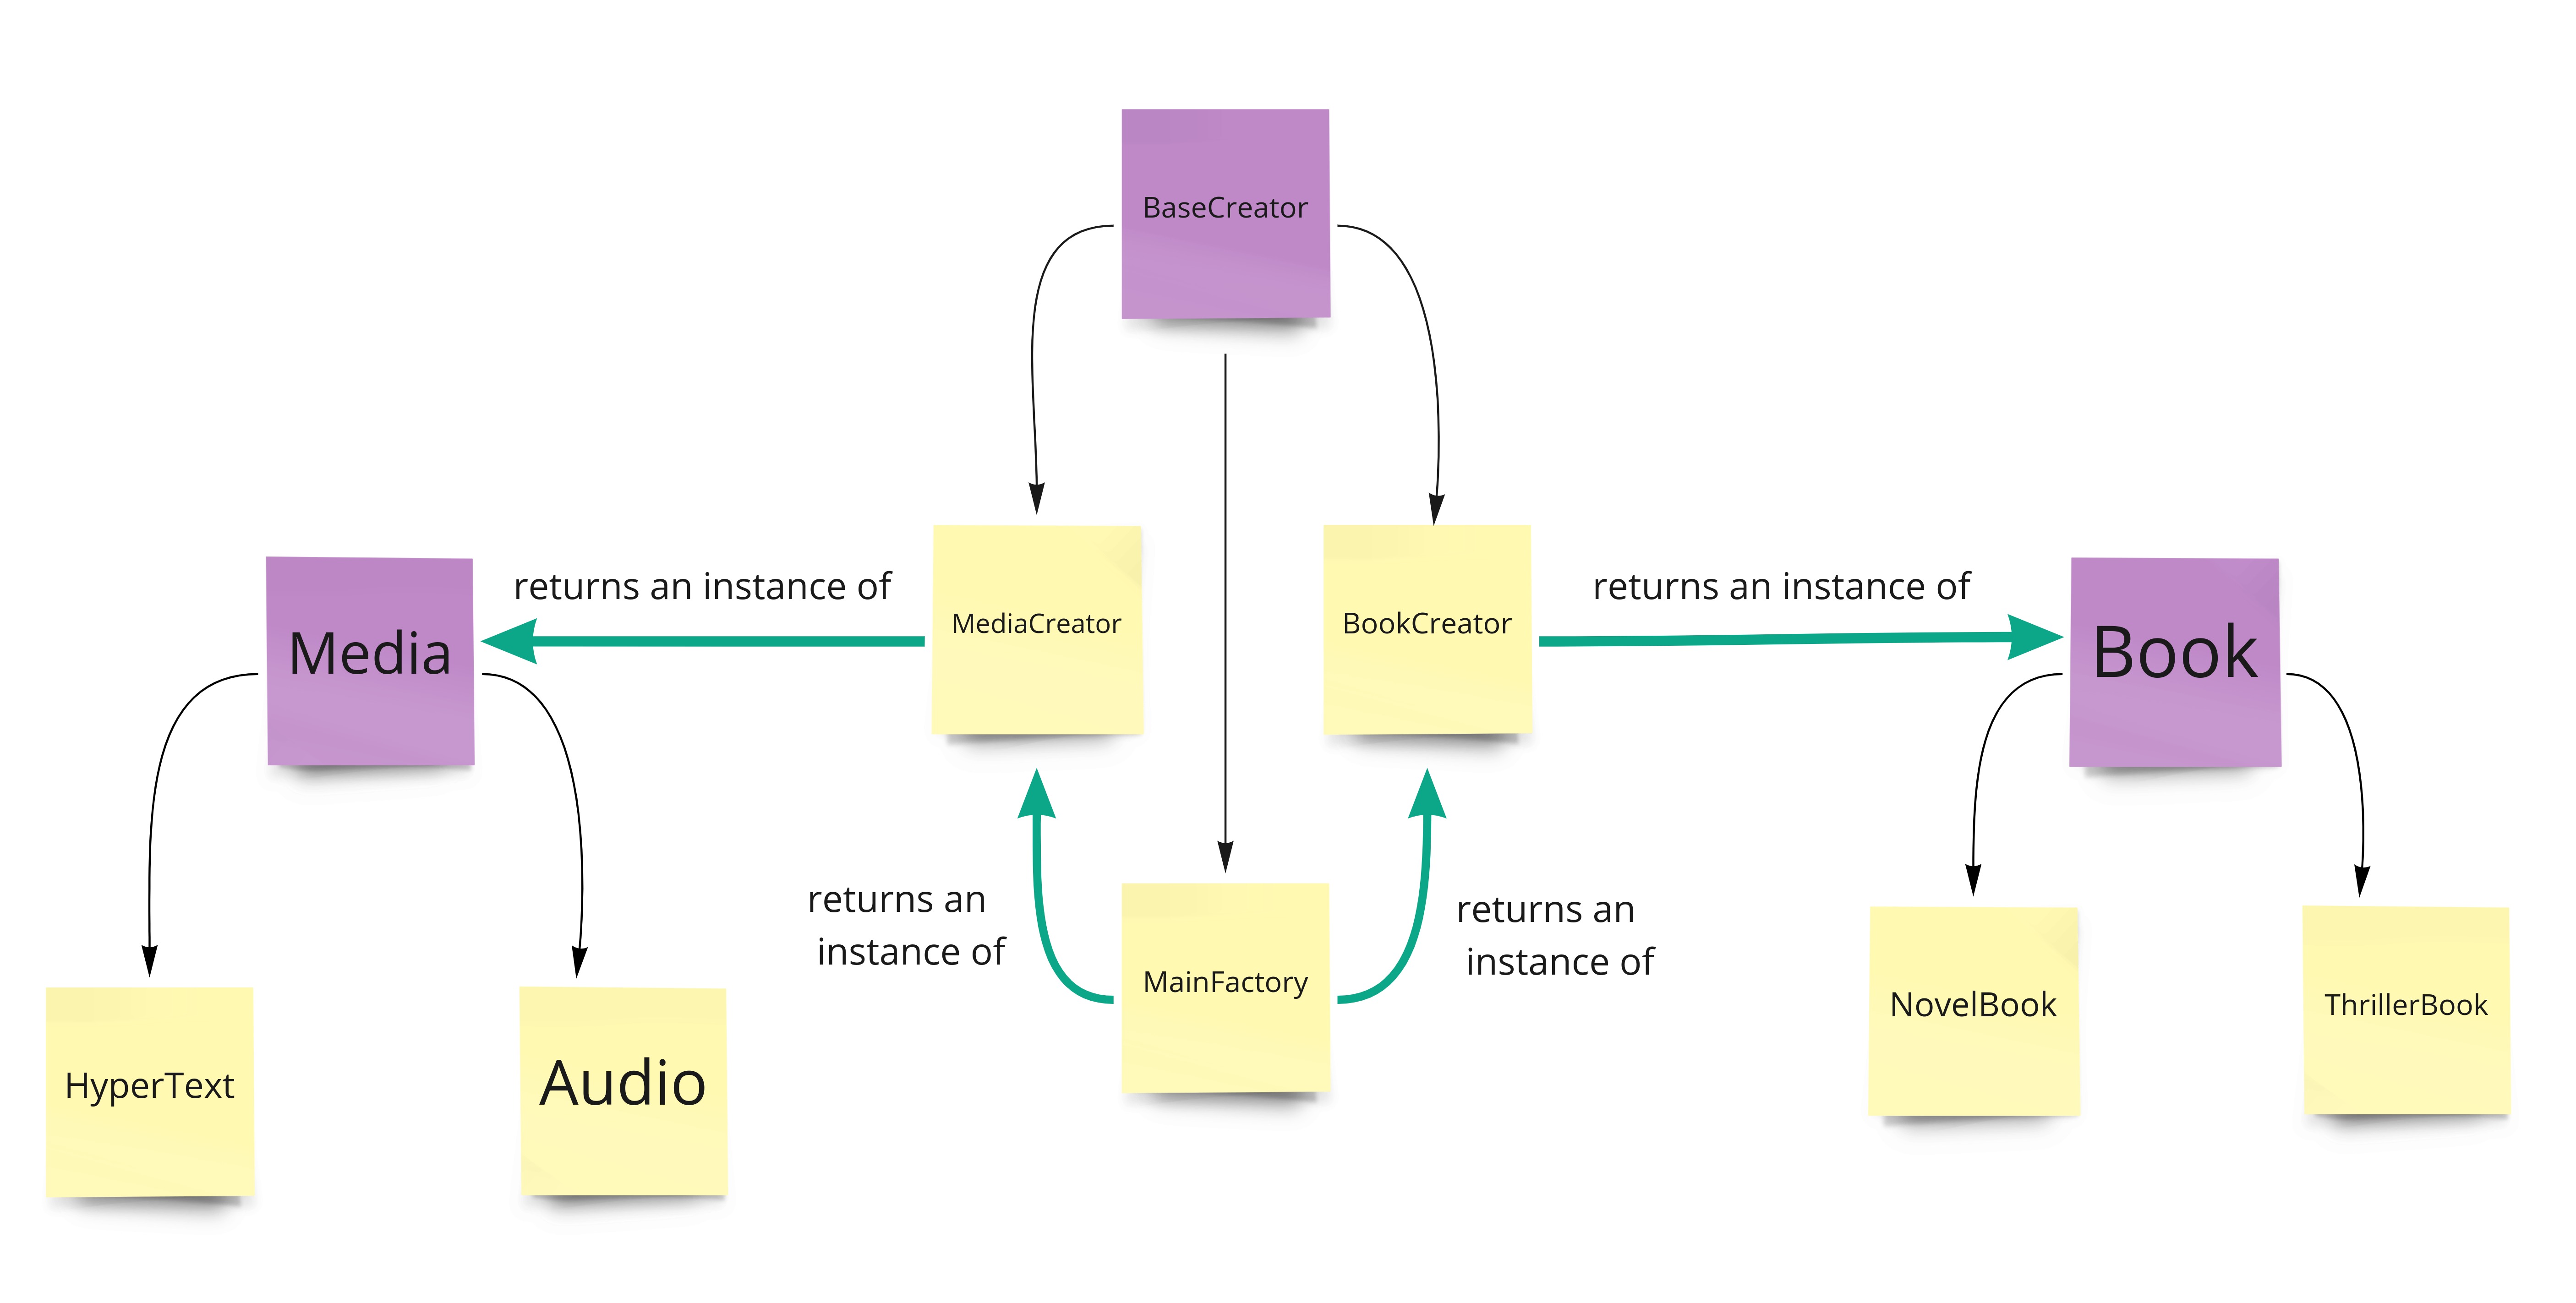 BaseCreator
returns an instance of
MediaCreator
BookCreator
returns an instance of
Media
Book
returns an
instance of
returns an
instance of
MainFactory
NovelBook
ThrillerBook
HyperText
Audio